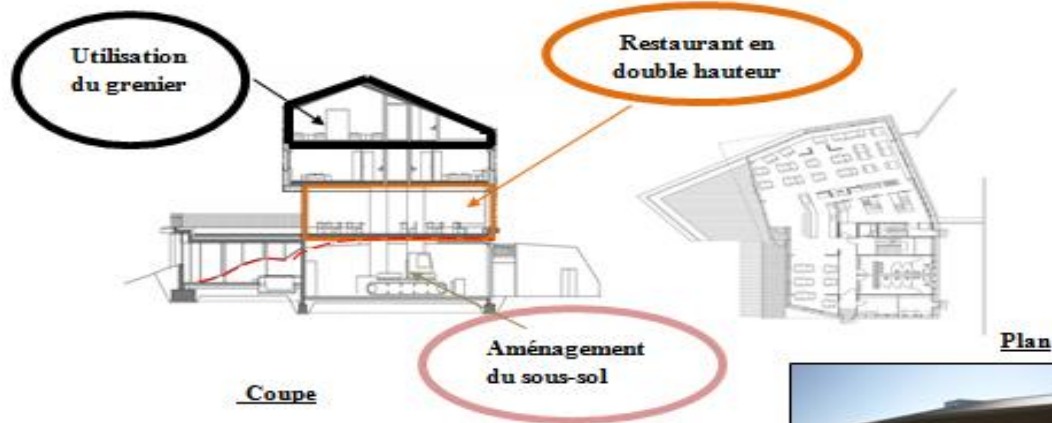 Utilisation
du grenier
Restaurant en
double hauteur
Aménagement
du sous-sol
Coupe
Plan